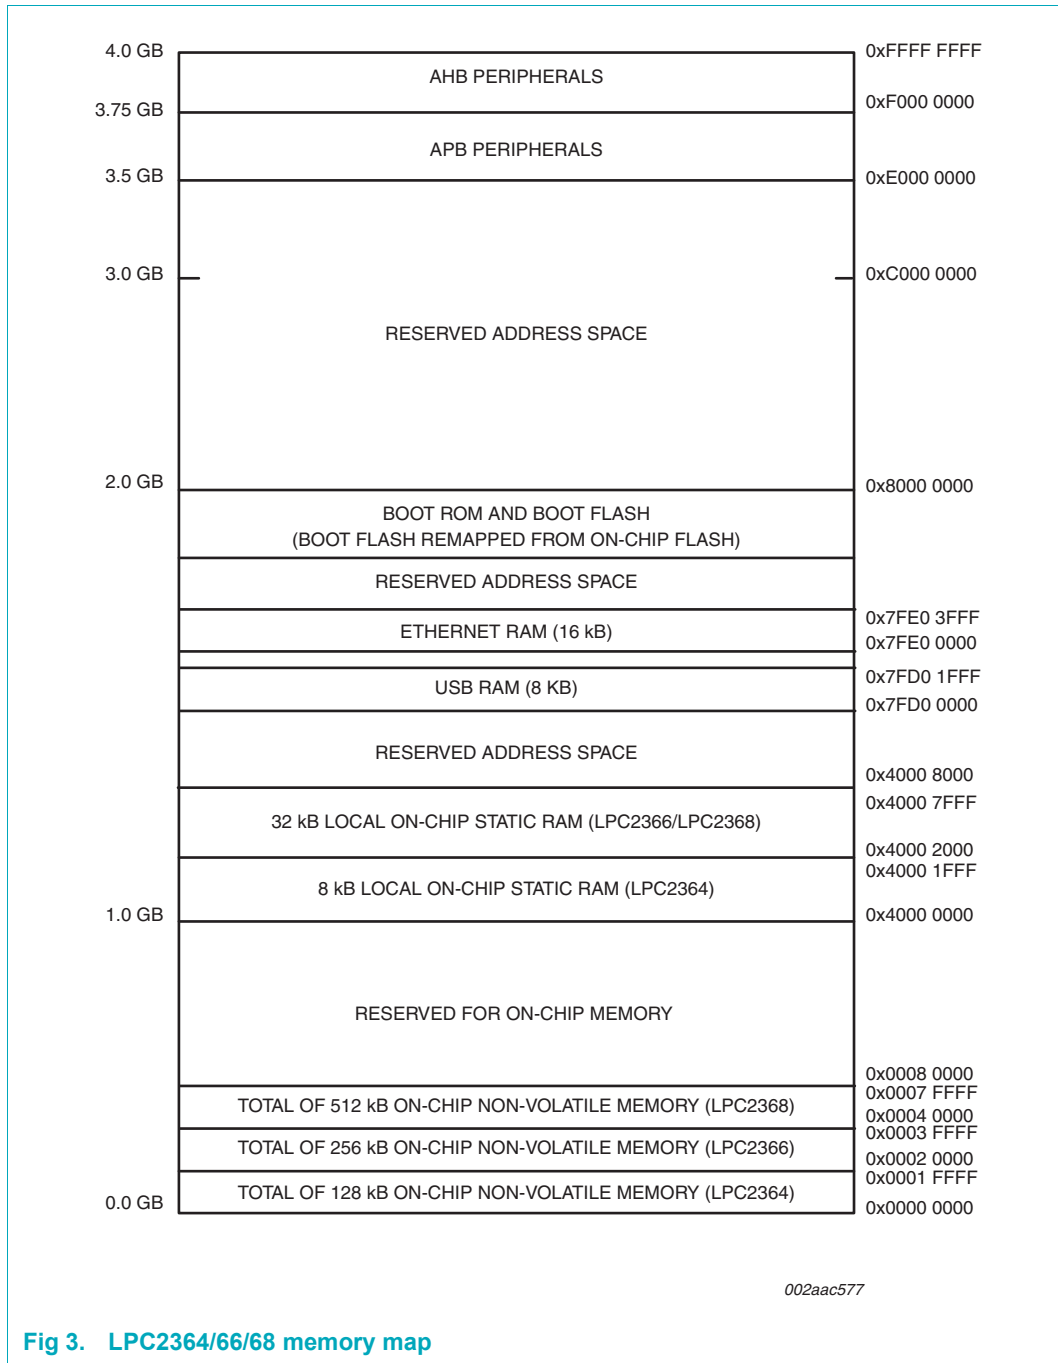 4.0 GB 0xFFFF FFFF
AHB PERIPHERALS
3.75 GB 0xF000 0000
APB PERIPHERALS
3.5 GB 0xE000 0000
3.0 GB 0xC000 0000
RESERVED ADDRESS SPACE
2.0 GB 0x8000 0000
BOOT ROM AND BOOT FLASH
(BOOT FLASH REMAPPED FROM ON-CHIP FLASH)
RESERVED ADDRESS SPACE
0x7FE0 3FFF
ETHERNET RAM (16 kB)
0x7FE0 0000
0x7FD0 1FFF
USB RAM (8 KB)
0x7FD0 0000
RESERVED ADDRESS SPACE
0x4000 8000
0x4000 7FFF
32 kB LOCAL ON-CHIP STATIC RAM (LPC2366/LPC2368)
0x4000 2000
0x4000 1FFF
8 kB LOCAL ON-CHIP STATIC RAM (LPC2364)
1.0 GB 0x4000 0000
RESERVED FOR ON-CHIP MEMORY
0x0008 0000
0x0007 FFFF
TOTAL OF 512 kB ON-CHIP NON-VOLATILE MEMORY (LPC2368)
0x0004 0000
0x0003 FFFF
TOTAL OF 256 kB ON-CHIP NON-VOLATILE MEMORY (LPC2366)
0x0002 0000
0x0001 FFFF
TOTAL OF 128 kB ON-CHIP NON-VOLATILE MEMORY (LPC2364)
0.0 GB 0x0000 0000
002aac577
Fig 3. LPC2364/66/68 memory map